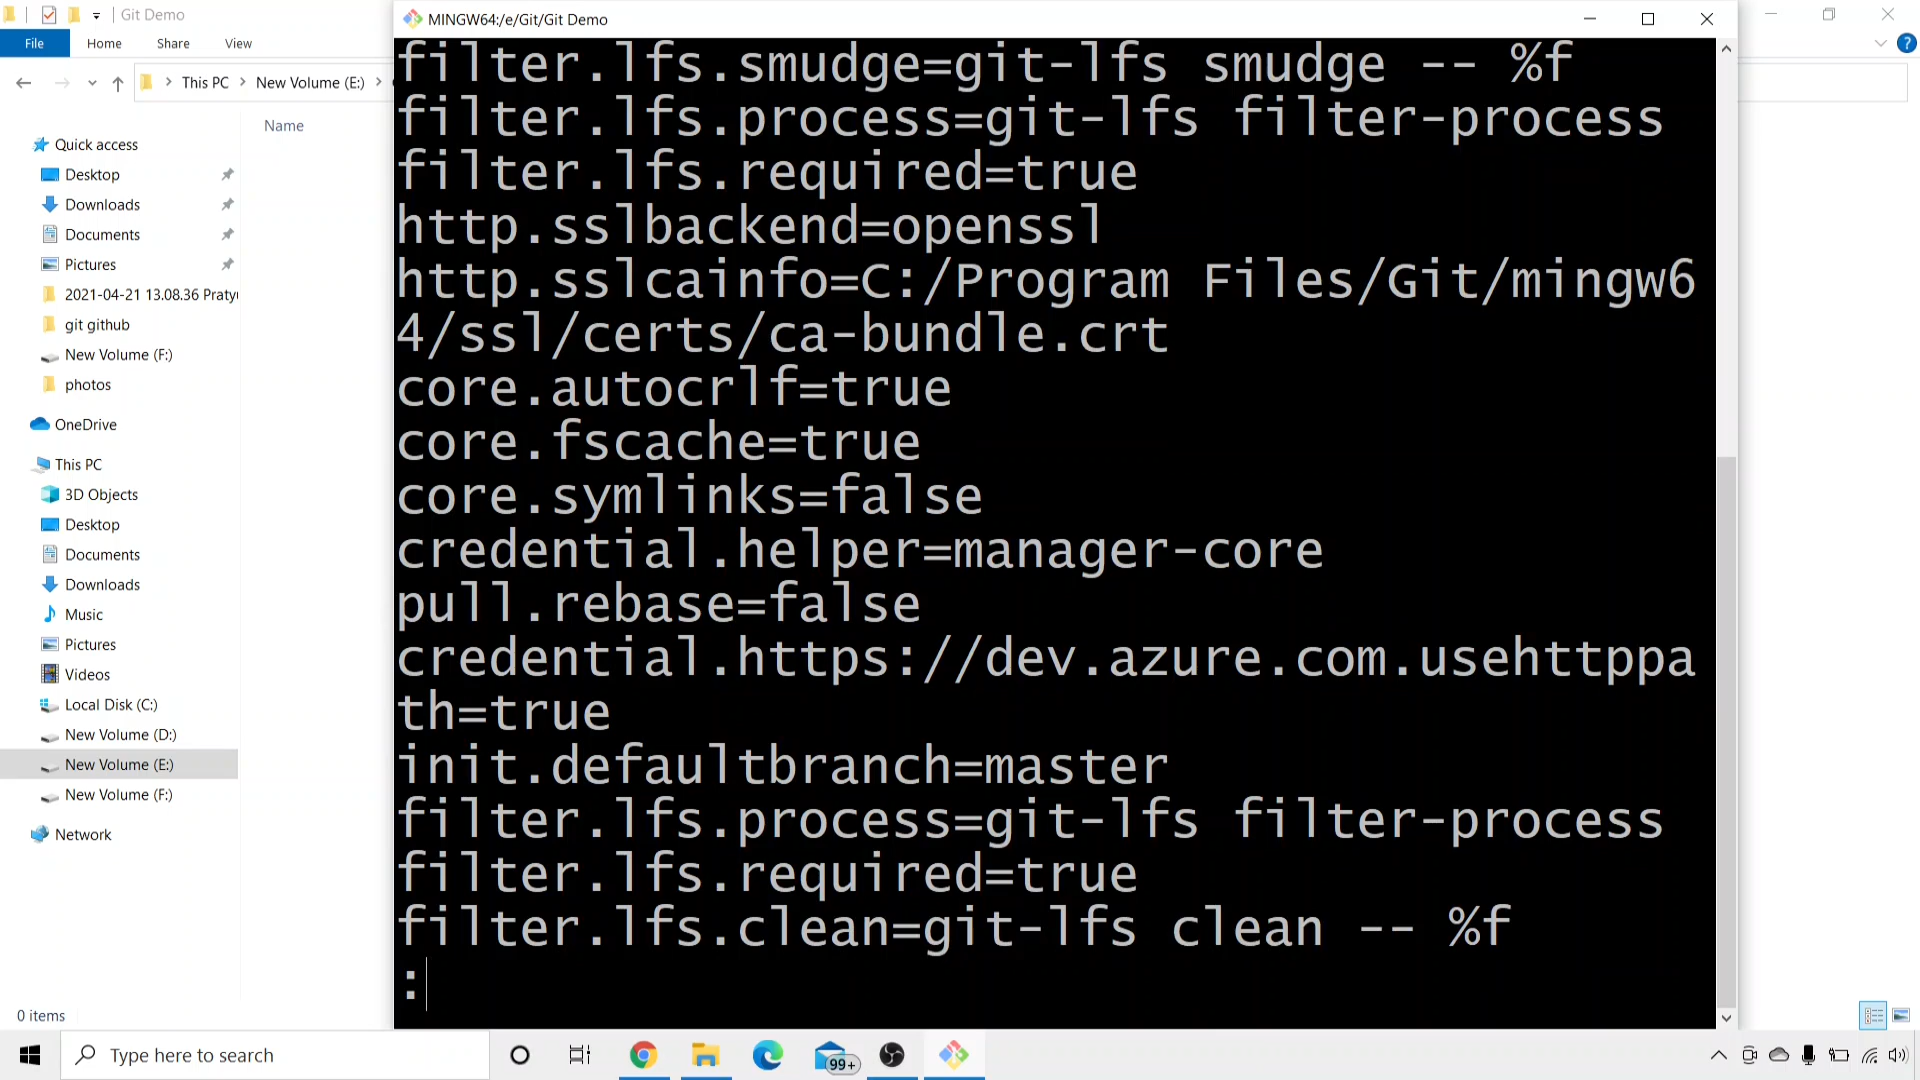 Git Demo
File Home Share View
This PC New Volume (E:)
Name
Quick access
Desktop
Downloads
Documents
Pictures
2021-04-21 13.08.36 Praty
git github
New Volume (F:)
photos
OneDrive
This PC
3D Objects
Desktop
Documents
Downloads
Music
Pictures
Videos
Local Disk (C:)
New Volume (D:)
New Volume (E:)
New Volume (F:)
Network
0 items
MINGW64:/e/Git/Git Demo
filter.lfs.smudge=git-lfs smudge -- %f
filter.lfs.process=git-lfs filter-process
filter.lfs.required=true
http.sslbackend=openssl
http.sslcainfo=C:/Program Files/Git/mingw6
4/ssl/certs/ca-bundle.crt
core.autocrlf=true
core.fscache=true
core.symlinks=false
credential.helper=manager-core
pull.rebase=false
credential.https://dev.azure.com.usehttppa
th=true
init.defaultbranch=master
filter.lfs.process=git-lfs filter-process
filter.lfs.required=true
filter.lfs.clean=git-lfs clean -- %f
:
Type here to search
99+